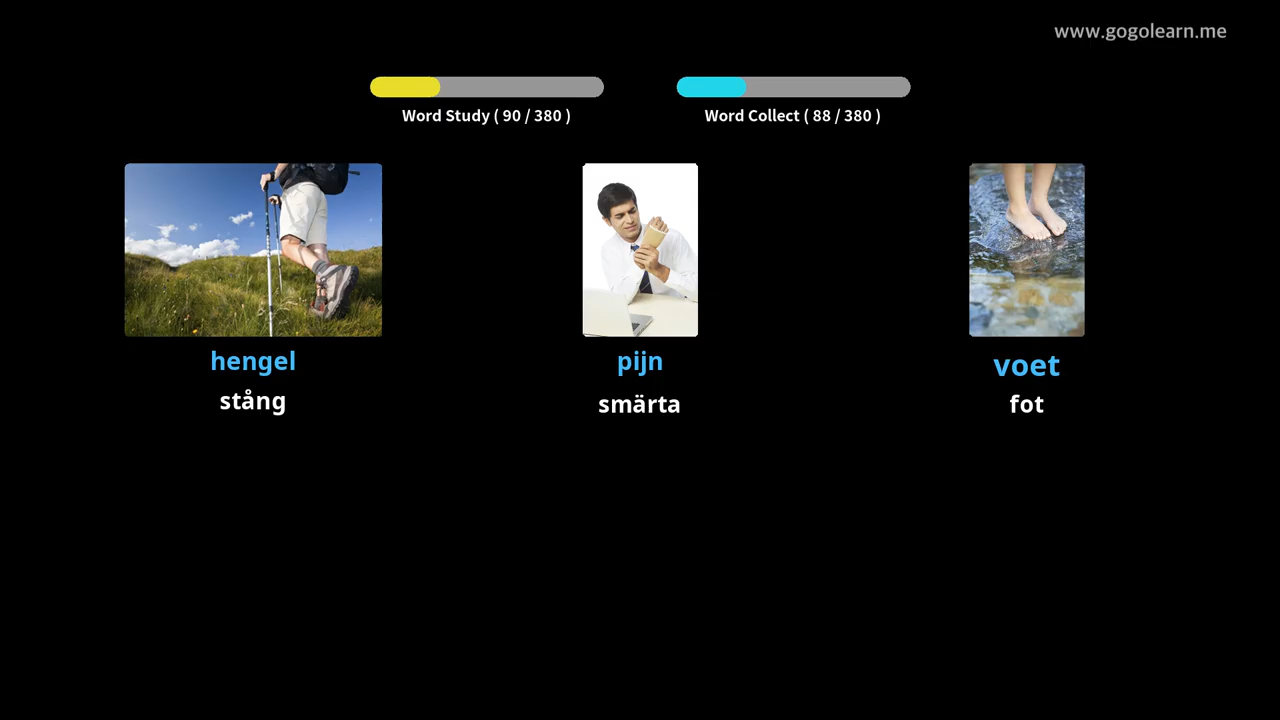 www.gogolearn.me
Word Study ( 90 / 380 )
Word Collect ( 88 / 380 )
hengel
stång
pijn
smärta
voet
fot